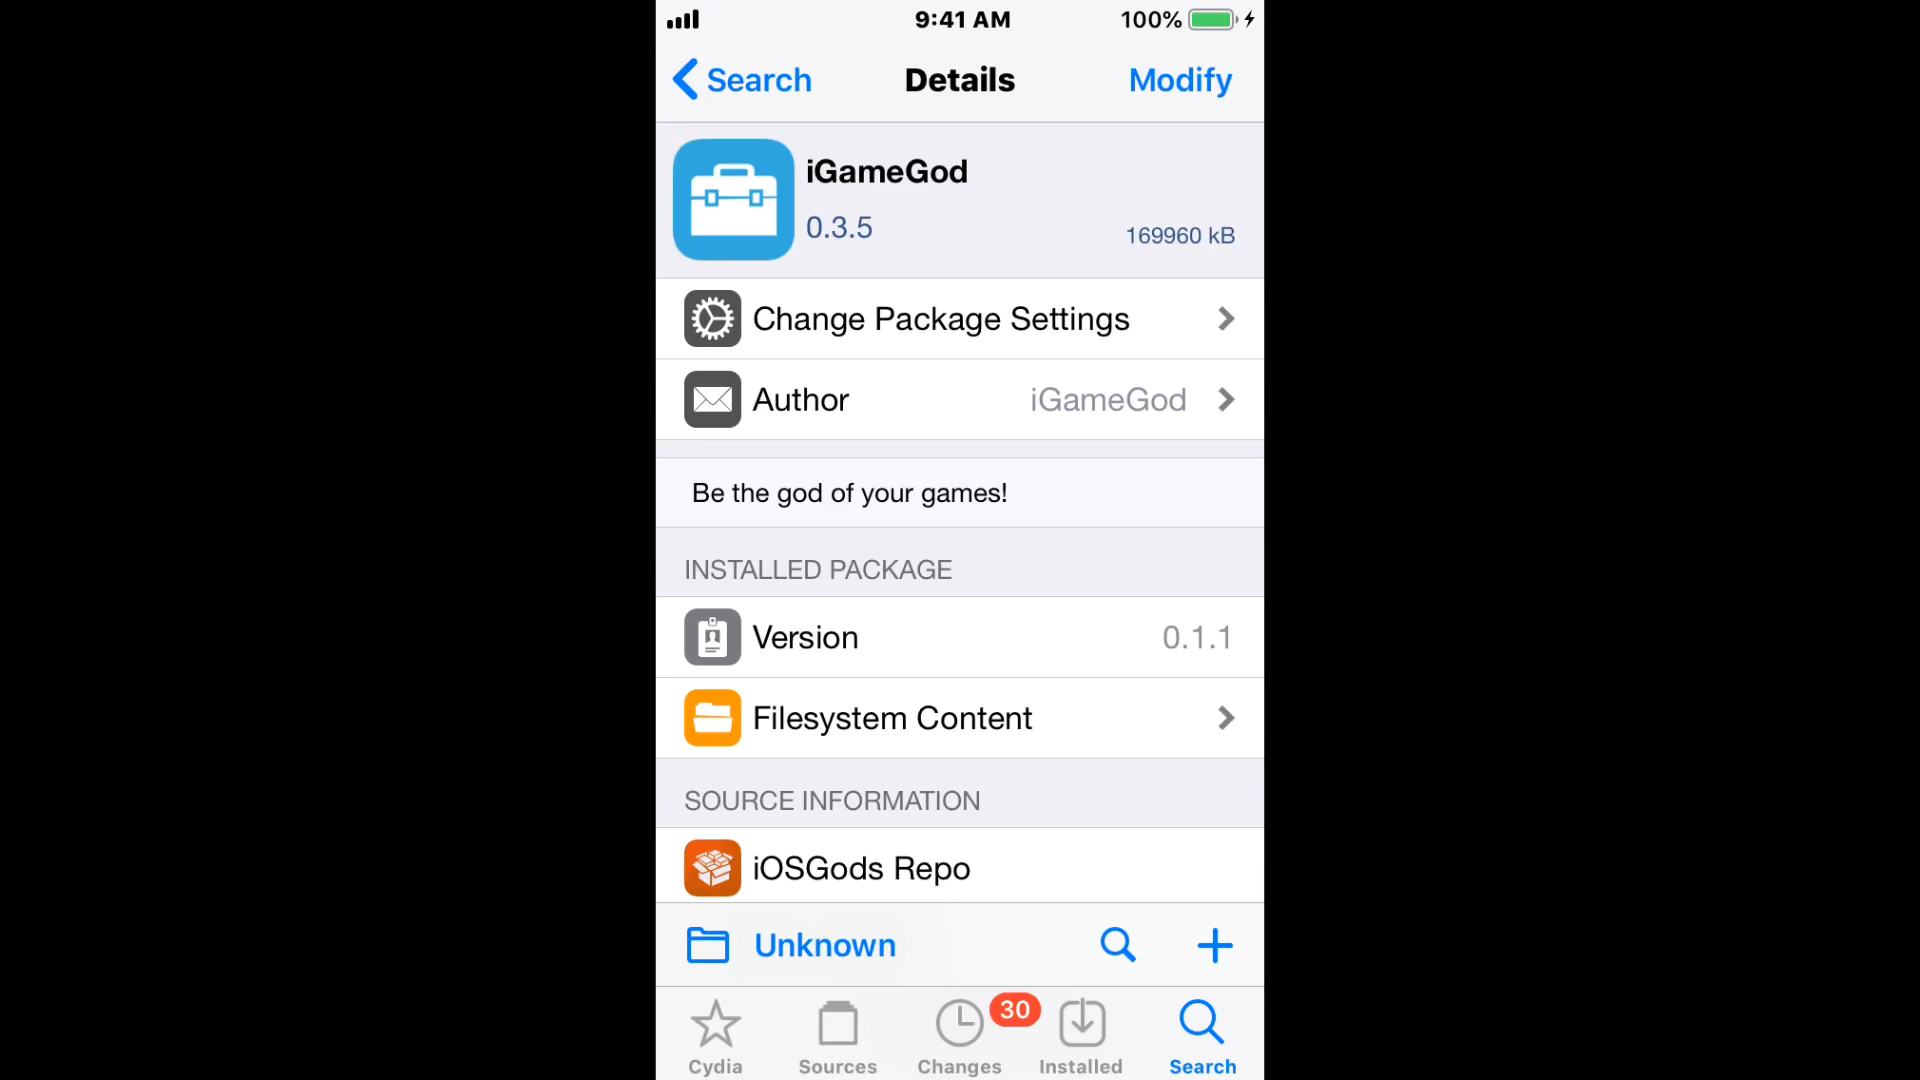 9:41 AM
100%
Search
Details
Modify
iGameGod
0.3.5
169960 kB
Change Package Settings
Author
iGameGod
Be the god of your games!
INSTALLED PACKAGE
Version
0.1.1
Filesystem Content
SOURCE INFORMATION
iOSGods Repo
Unknown
30
Cydia
Sources
Changes
Installed
Search